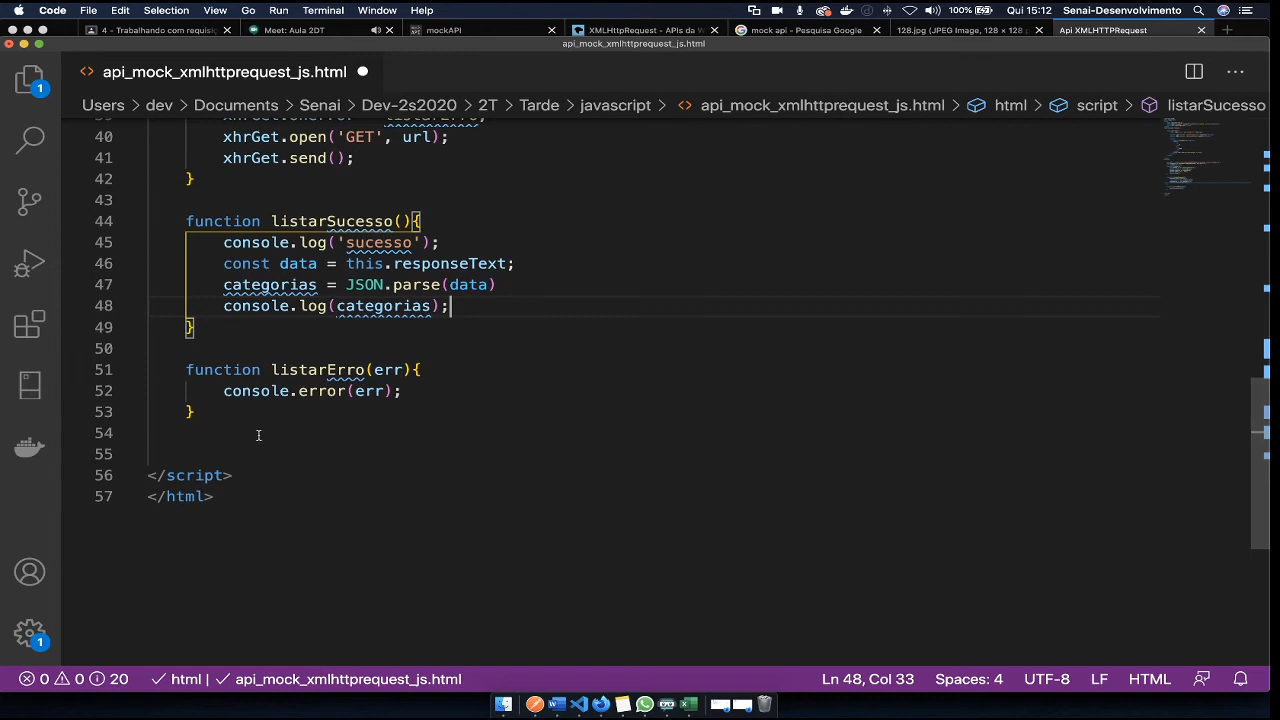 Code File Edit Selection View Go Run Terminal Window Help 100% Qui 15:12 Senai-Desenvolvimento
4 - Trabalhando com requisiç Meet: Aula 2DT mockAPI XMLHttpRequest - APIs da W mock api - Pesquisa Google 128.jpg (JPEG Image, 128 × 128 p Api XMLHTTPRequest
api_mock_xmlhttprequest_js.html
api_mock_xmlhttprequest_js.html
Users > dev > Documents > Senai > Dev-2s2020 > 2T > Tarde > javascript > api_mock_xmlhttprequest_js.html > html > script > listarSucesso
40 xhrGet.open('GET', url);
41 xhrGet.send();
42 }
43
44 function listarSucesso(){
45 console.log('sucesso');
46 const data = this.responseText;
47 categorias = JSON.parse(data)
48 console.log(categorias);
49 }
50
51 function listarErro(err){
52 console.error(err);
53 }
54
55
56 </script>
57 </html>
1
1
0 0 20 html | api_mock_xmlhttprequest_js.html Ln 48, Col 33 Spaces: 4 UTF-8 LF HTML